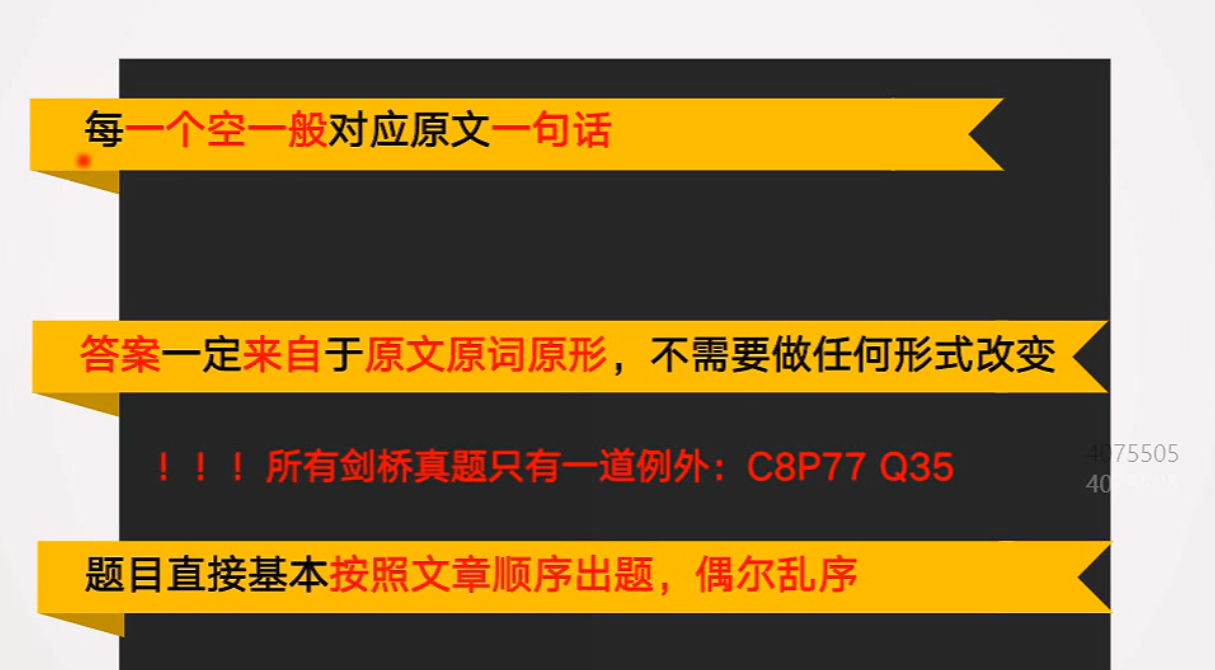 每一个空一般对应原文一句话
答案一定来自于原文原词原形，不需要做任何形式改变
！！！所有剑桥真题只有一道例外：C8P77 Q35
4075505
题目直接基本按照文章顺序出题，偶尔乱序